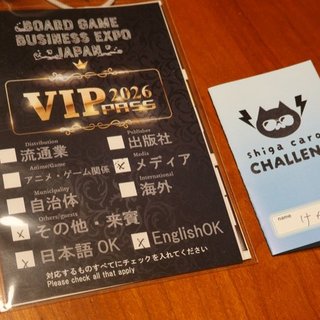 BOARD GAME
BUSINESS EXPO
JAPAN
VIP 2026
PASS
Distribution
流通業
Publisher
出版社
Anime/Game
アニメ・ゲーム関係
Media
メディア
Municipality
自治体
International
海外
Others/guests
その他・来賓
日本語 OK
EnglishOK
対応するものすべてにチェックを入れてください
Please check all that apply
shiga caro
CHALLEN
name